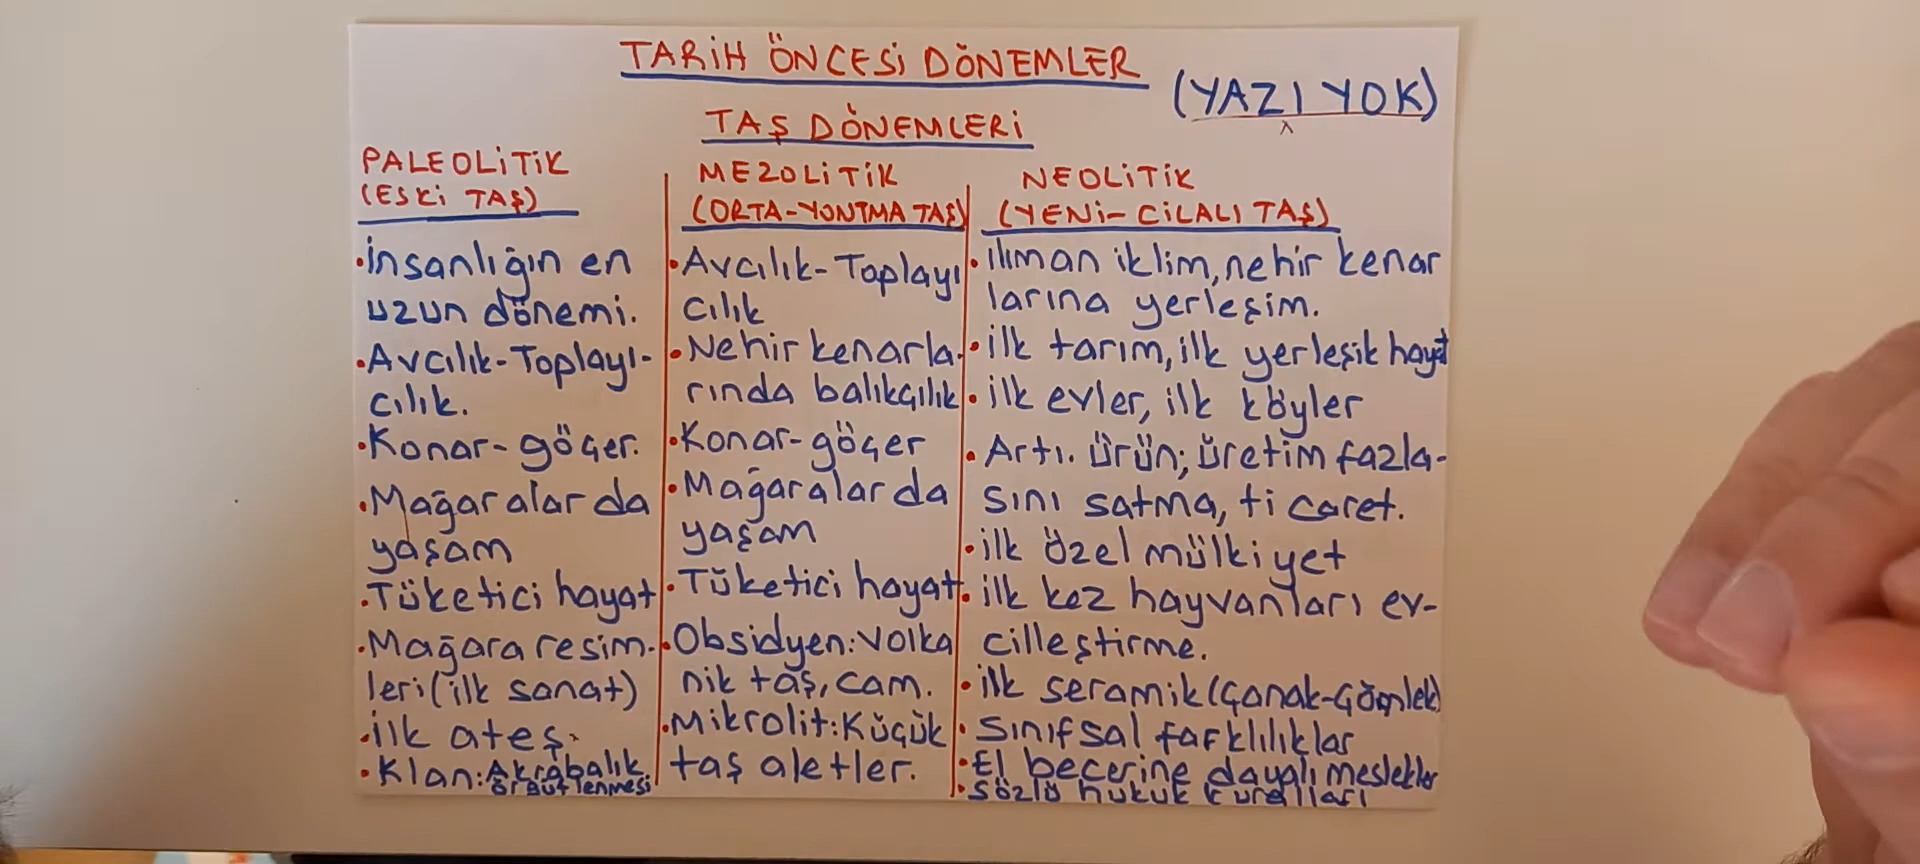 TARİH ÖNCESİ DÖNEMLER
(YAZI YOK)
TAŞ DÖNEMLERİ
PALEOLİTİK
(ESKİ TAŞ)
•İnsanlığın en
uzun dönemi.
•Avcılık-Toplayı-
cılık.
•Konar-göçer.
•Mağaralarda
yaşam
•Tüketici hayat
•Mağara resim-
leri(ilk sanat)
•İlk ateş
•Klan:Akrabalık
örgütlenmesi
MEZOLİTİK
(ORTA-YONTMA TAŞ)
•Avcılık-Toplayı
cılık
•Nehir kenarla-
rında balıkçılık
•Konar-göçer
•Mağaralarda
yaşam
•Tüketici hayat
•Obsidyen:Volka
nik taş, cam.
•Mikrolit:Küçük
taş aletler.
NEOLİTİK
(YENİ-CİLALI TAŞ)
•ılıman iklim, nehir kenar
larına yerleşim.
•ilk tarım, ilk yerleşik hayat
•ilk evler, ilk köyler
•Artı. ürün; üretim fazla-
sını satma, ticaret.
•ilk özel mülkiyet
•ilk kez hayvanları ev-
cilleştirme.
•ilk seramik(Çanak-Çömlek)
•Sınıfsal farklılıklar
•El becerine dayalı meslekler
•Sözlü hukuk kuralları